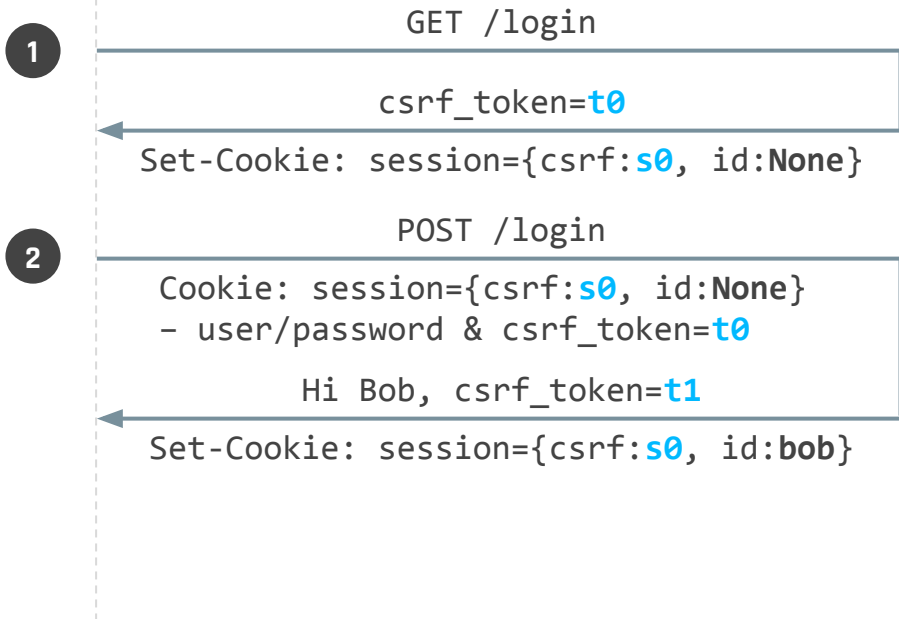 GET /login
1
csrf_token=t0
Set-Cookie: session={csrf:s0, id:None}
POST /login
2
Cookie: session={csrf:s0, id:None}
– user/password & csrf_token=t0
Hi Bob, csrf_token=t1
Set-Cookie: session={csrf:s0, id:bob}